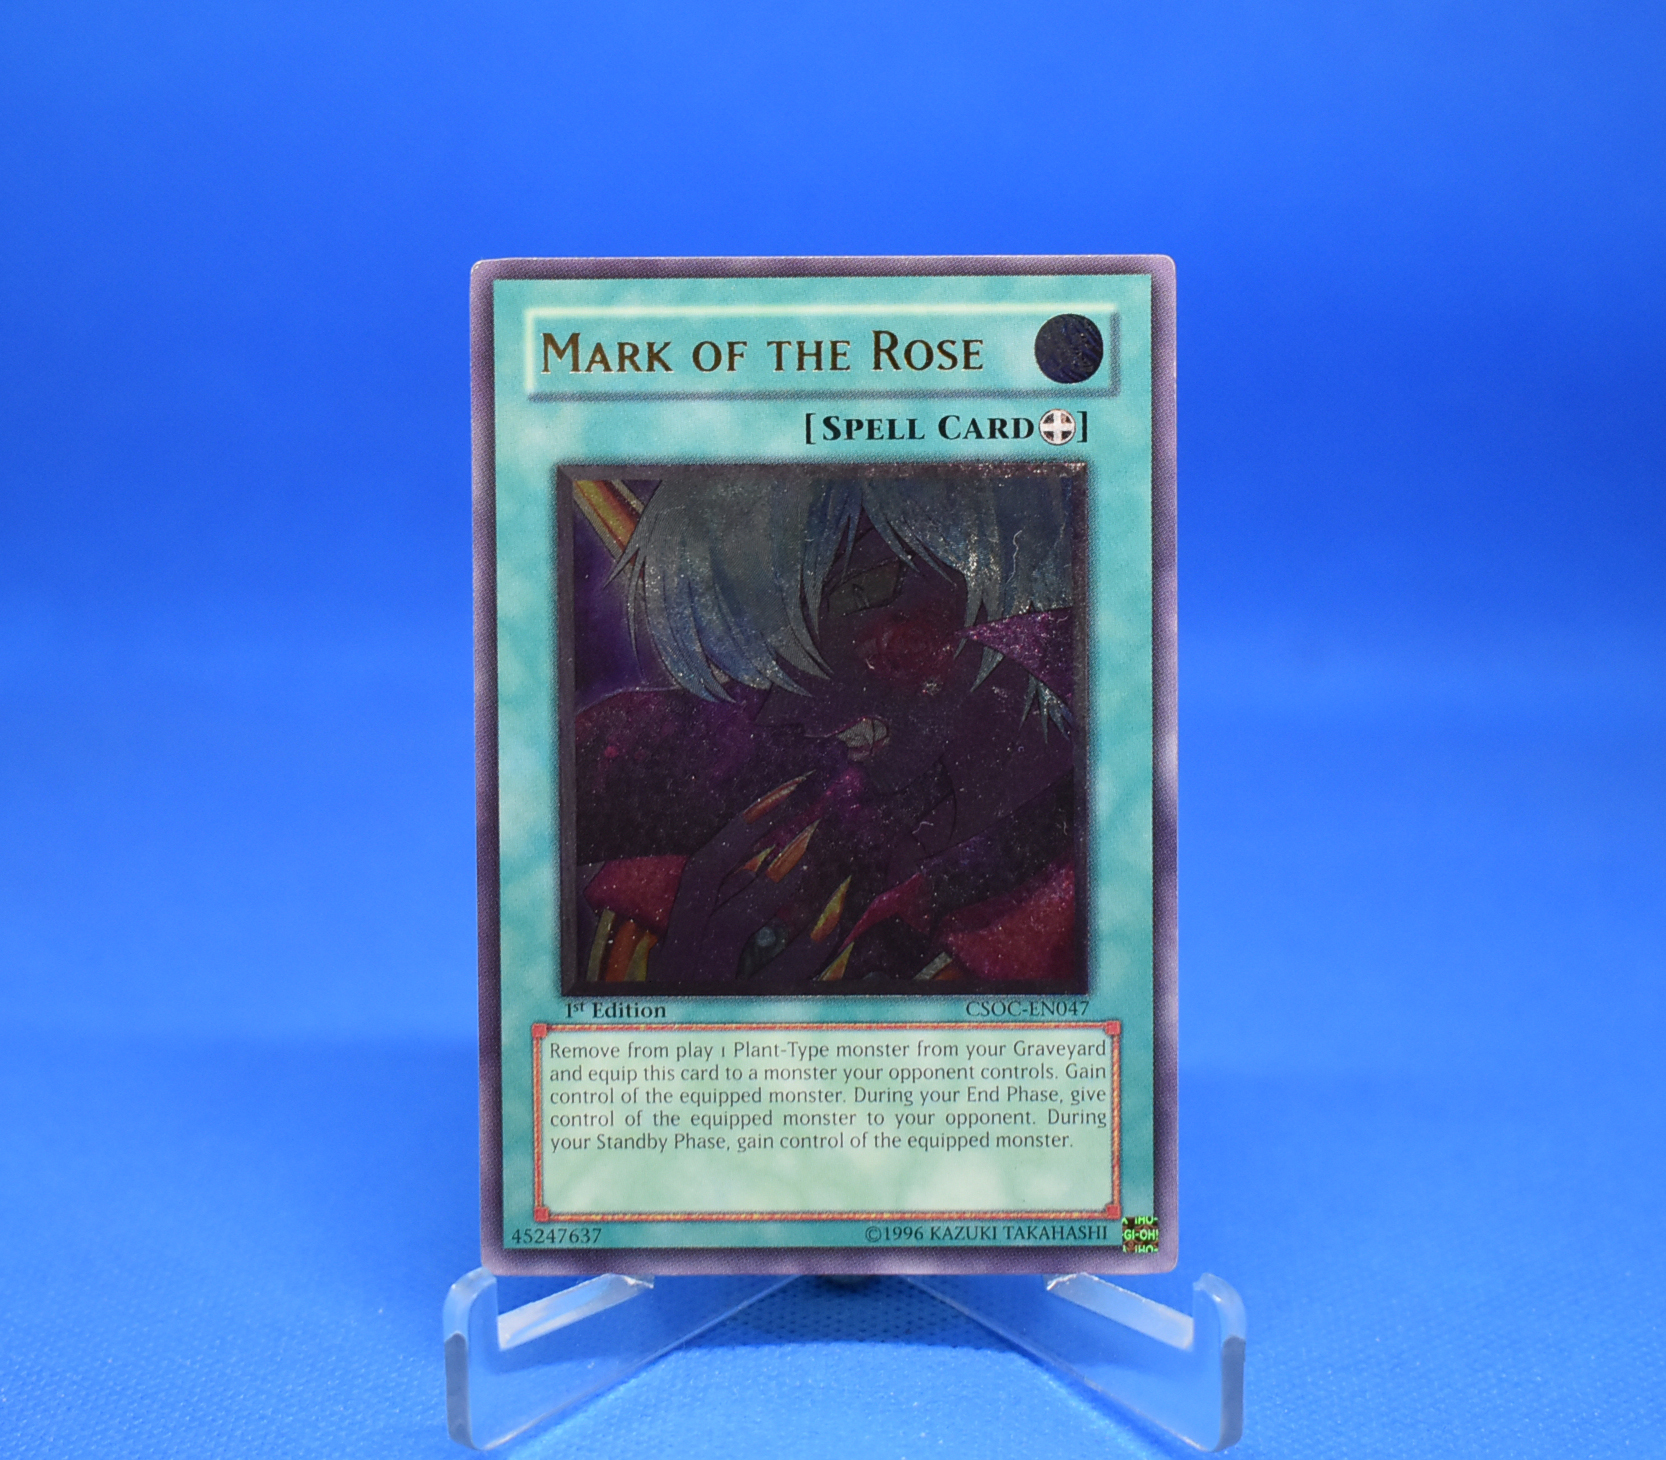 Mark of the Rose
[Spell Card]
1st Edition
CSOC-EN047
Remove from play 1 Plant-Type monster from your Graveyard
and equip this card to a monster your opponent controls. Gain
control of the equipped monster. During your End Phase, give
control of the equipped monster to your opponent. During
your Standby Phase, gain control of the equipped monster.
45247637
©1996 KAZUKI TAKAHASHI
GI-OH!